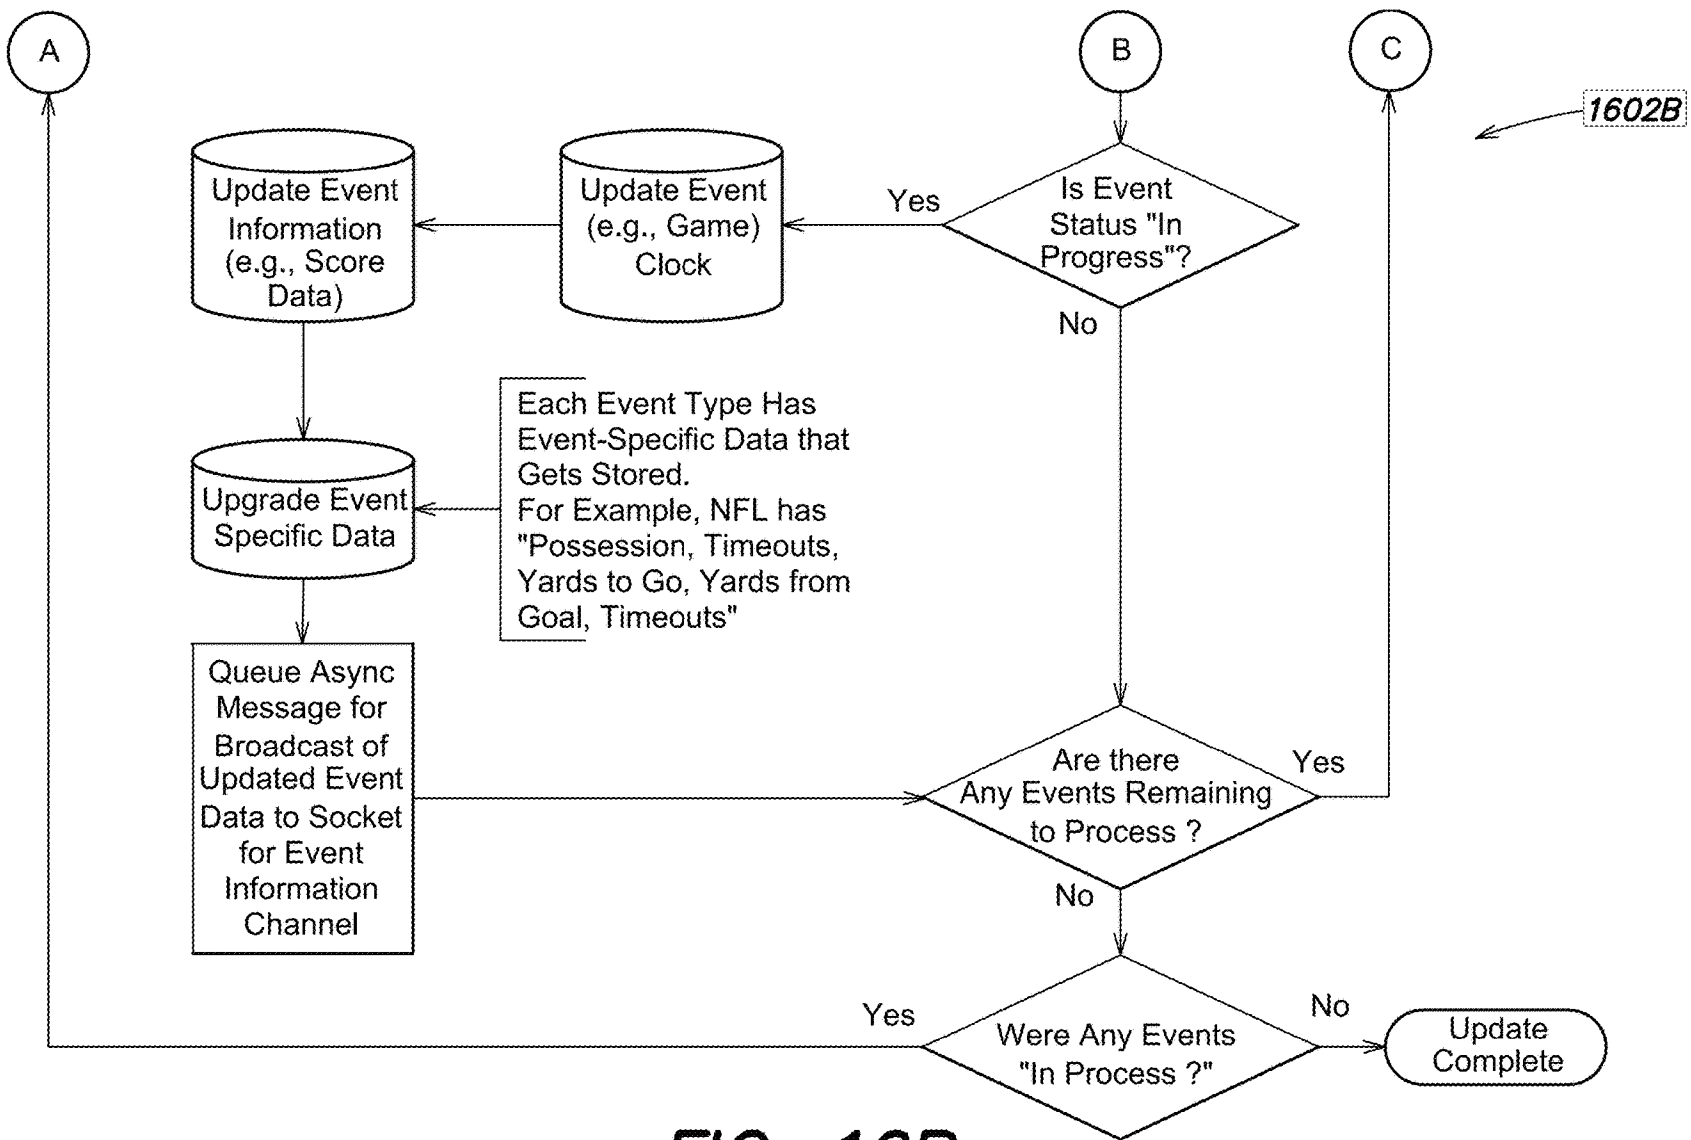 A
B
C
1602B
Update Event
Information
(e.g., Score
Data)
Update Event
(e.g., Game)
Clock
Yes
Is Event
Status "In
Progress"?
No
Each Event Type Has
Event-Specific Data that
Gets Stored.
For Example, NFL has
"Possession, Timeouts,
Yards to Go, Yards from
Goal, Timeouts"
Upgrade Event
Specific Data
Queue Async
Message for
Broadcast of
Updated Event
Data to Socket
for Event
Information
Channel
Are there
Any Events Remaining
to Process ?
Yes
No
Yes
Were Any Events
"In Process ?"
No
Update
Complete